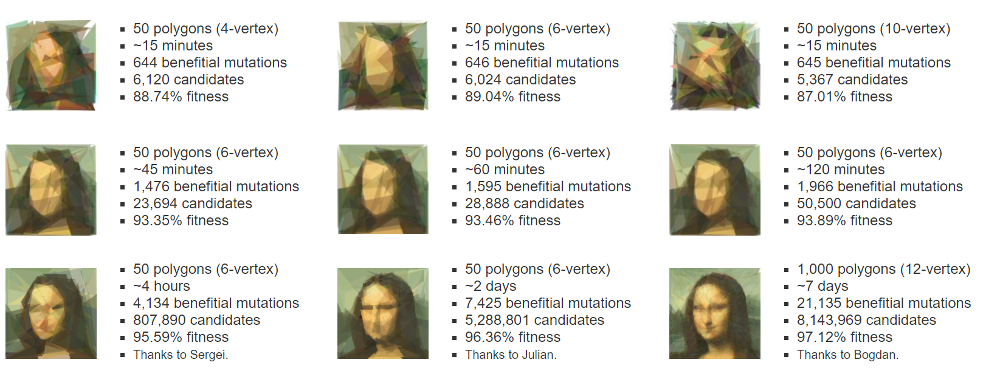 50 polygons (4-vertex)
~15 minutes
644 benefitial mutations
6,120 candidates
88.74% fitness
50 polygons (6-vertex)
~15 minutes
646 benefitial mutations
6,024 candidates
89.04% fitness
50 polygons (10-vertex)
~15 minutes
645 benefitial mutations
5,367 candidates
87.01% fitness
50 polygons (6-vertex)
~45 minutes
1,476 benefitial mutations
23,694 candidates
93.35% fitness
50 polygons (6-vertex)
~60 minutes
1,595 benefitial mutations
28,888 candidates
93.46% fitness
50 polygons (6-vertex)
~120 minutes
1,966 benefitial mutations
50,500 candidates
93.89% fitness
50 polygons (6-vertex)
~4 hours
4,134 benefitial mutations
807,890 candidates
95.59% fitness
Thanks to Sergei.
50 polygons (6-vertex)
~2 days
7,425 benefitial mutations
5,288,801 candidates
96.36% fitness
Thanks to Julian.
1,000 polygons (12-vertex)
~7 days
21,135 benefitial mutations
8,143,969 candidates
97.12% fitness
Thanks to Bogdan.